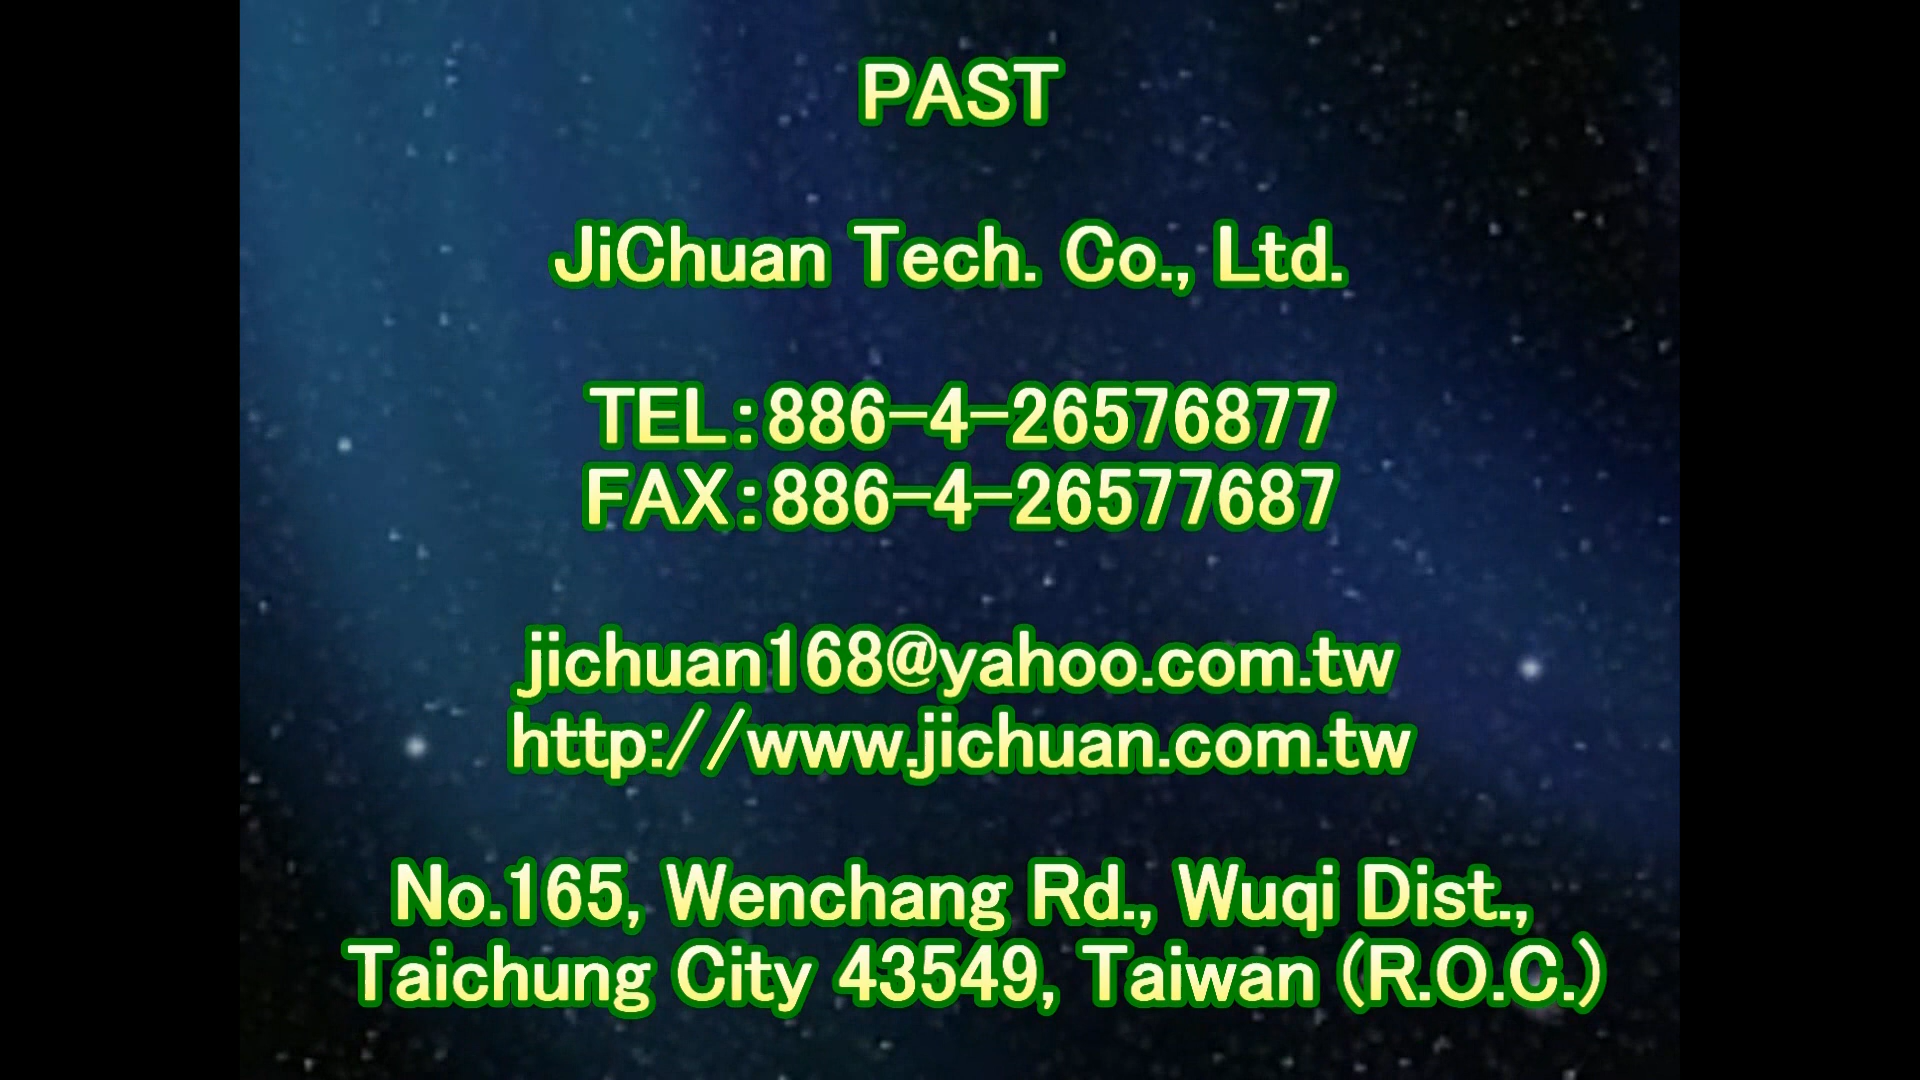 PAST
JiChuan Tech. Co., Ltd.
TEL:886-4-26576877
FAX:886-4-26577687
jichuan168@yahoo.com.tw
http://www.jichuan.com.tw
No.165, Wenchang Rd., Wuqi Dist.,
Taichung City 43549, Taiwan (R.O.C.)